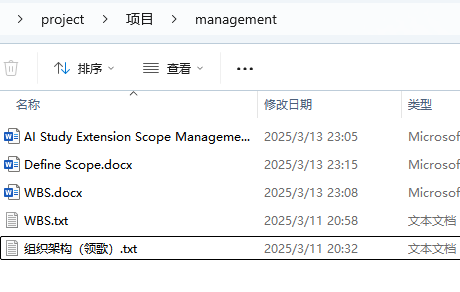 project 项目 management
排序 查看 ...
名称 修改日期 类型
AI Study Extension Scope Manageme... 2025/3/13 23:05 Microsof
Define Scope.docx 2025/3/13 23:15 Microsof
WBS.docx 2025/3/13 23:08 Microsof
WBS.txt 2025/3/11 20:58 文本文档
组织架构（领歌）.txt 2025/3/11 20:32 文本文档